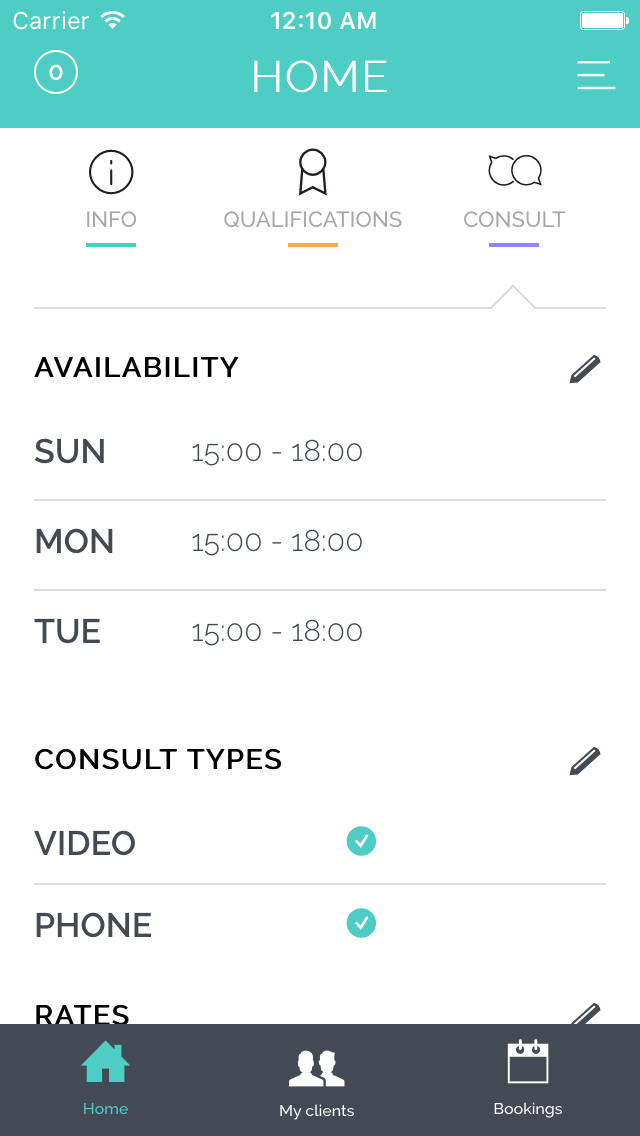 Carrier 12:10 AM
0 HOME
INFO QUALIFICATIONS CONSULT
AVAILABILITY
SUN 15:00 - 18:00
MON 15:00 - 18:00
TUE 15:00 - 18:00
CONSULT TYPES
VIDEO
PHONE
RATES
Home My clients Bookings